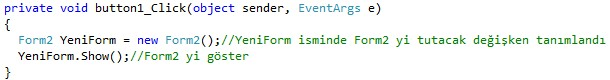 private void button1_Click(object sender, EventArgs e)
{
Form2 YeniForm = new Form2();//YeniForm isminde Form2 yi tutacak değişken tanımlandı
YeniForm.Show();//Form2 yi göster
}